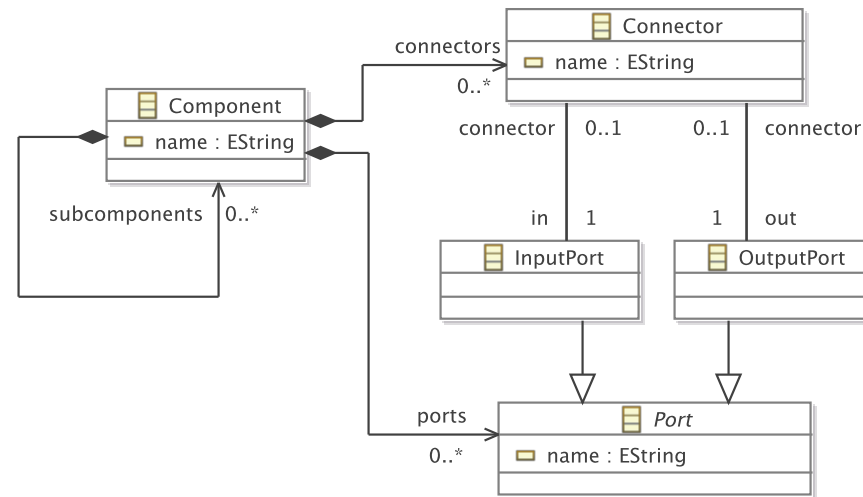 Connector
name : EString
connectors
0..*
Component
name : EString
subcomponents
0..*
connector
0..1
0..1
connector
in
1
1
out
InputPort
OutputPort
ports
0..*
Port
name : EString